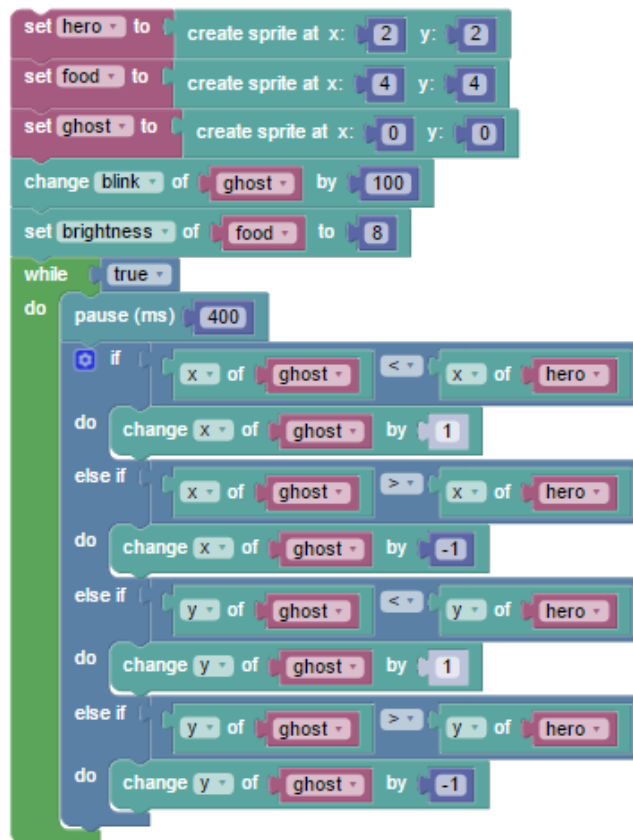 set hero to create sprite at x: 2 y: 2
set food to create sprite at x: 4 y: 4
set ghost to create sprite at x: 0 y: 0
change blink of ghost by 100
set brightness of food to 8
while true
do pause (ms) 400
if x of ghost < x of hero
do change x of ghost by 1
else if x of ghost > x of hero
do change x of ghost by -1
else if y of ghost < y of hero
do change y of ghost by 1
else if y of ghost > y of hero
do change y of ghost by -1